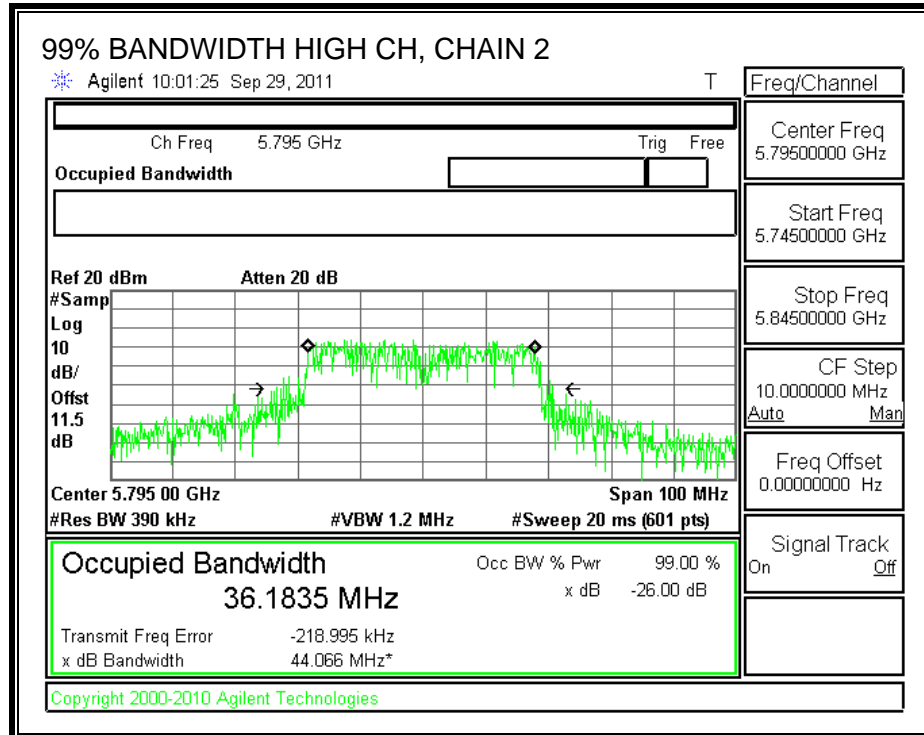 99% BANDWIDTH HIGH CH, CHAIN 2
Agilent 10:01:25 Sep 29, 2011 T
Freq/Channel
Ch Freq 5.795 GHz Trig Free
Occupied Bandwidth
Center Freq
5.79500000 GHz
Start Freq
5.74500000 GHz
Stop Freq
5.84500000 GHz
CF Step
10.0000000 MHz
Auto Man
Freq Offset
0.00000000 Hz
Signal Track
On Off
Ref 20 dBm Atten 20 dB
#Samp
Log
10
dB/
Offst
11.5
dB
Center 5.795 00 GHz Span 100 MHz
#Res BW 390 kHz #VBW 1.2 MHz #Sweep 20 ms (601 pts)
Occupied Bandwidth Occ BW % Pwr 99.00 %
36.1835 MHz x dB -26.00 dB
Transmit Freq Error -218.995 kHz
x dB Bandwidth 44.066 MHz*
Copyright 2000-2010 Agilent Technologies